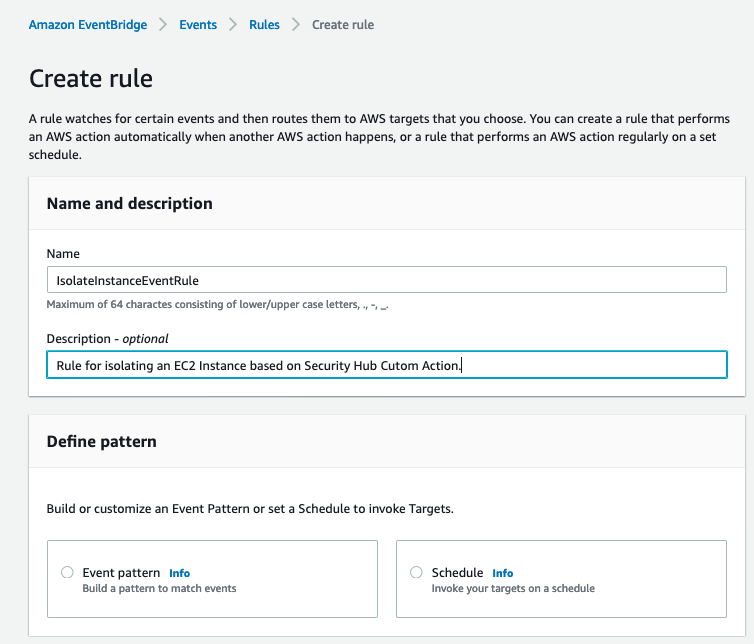 Amazon EventBridge > Events > Rules > Create rule
Create rule
A rule watches for certain events and then routes them to AWS targets that you choose. You can create a rule that performs
an AWS action automatically when another AWS action happens, or a rule that performs an AWS action regularly on a set
schedule.
Name and description
Name
IsolateInstanceEventRule
Maximum of 64 charactes consisting of lower/upper case letters, ., -, _.
Description - optional
Rule for isolating an EC2 Instance based on Security Hub Cutom Action.
Define pattern
Build or customize an Event Pattern or set a Schedule to invoke Targets.
Event pattern Info
Build a pattern to match events
Schedule Info
Invoke your targets on a schedule